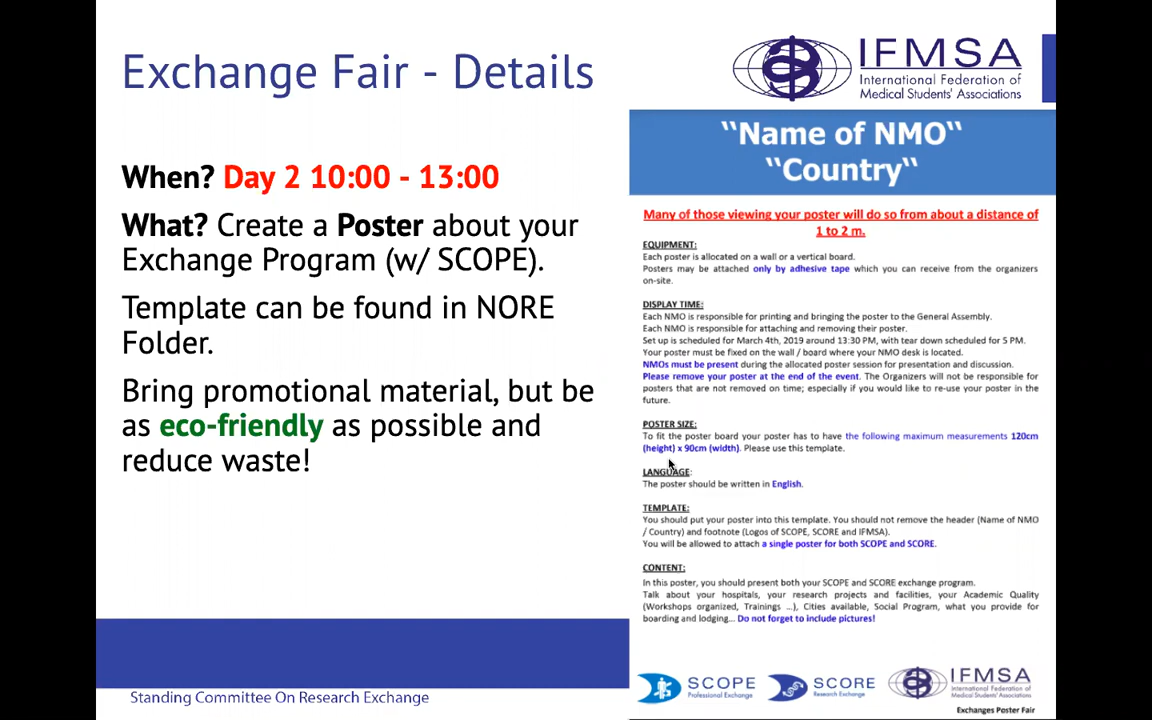 Exchange Fair - Details
When? Day 2 10:00 - 13:00
What? Create a Poster about your
Exchange Program (w/ SCOPE).
Template can be found in NORE
Folder.
Bring promotional material, but be
as eco-friendly as possible and
reduce waste!
Standing Committee On Research Exchange
IFMSA
International Federation of
Medical Students' Associations
‟Name of NMO‟
‟Country‟
Many of those viewing your poster will do so from about a distance of
1 to 2 m.
EQUIPMENT:
Each poster is allocated on a wall or a vertical board.
Posters may be attached only by adhesive tape which you can receive from the organizers
on-site.
DISPLAY TIME:
Each NMO is responsible for printing and bringing the poster to the General Assembly.
Each NMO is responsible for attaching and removing their poster.
Set up is scheduled for March 4th, 2019 around 13:30 PM, with tear down scheduled for 5 PM.
Your poster must be fixed on the wall / board where your NMO desk is located.
NMOs must be present during the allocated poster session for presentation and discussion.
Please remove your poster at the end of the event. The Organizers will not be responsible for
posters that are not removed on time; especially if you would like to re-use your poster in the
future.
POSTER SIZE:
To fit the poster board your poster has to have the following maximum measurements 120cm
(height) x 90cm (width). Please use this template.
LANGUAGE:
The poster should be written in English.
TEMPLATE:
You should put your poster into this template. You should not remove the header (Name of NMO
/ Country) and footnote (Logos of SCOPE, SCORE and IFMSA).
You will be allowed to attach a single poster for both SCOPE and SCORE.
CONTENT:
In this poster, you should present both your SCOPE and SCORE exchange program.
Talk about your hospitals, your research projects and facilities, your Academic Quality
(Workshops organized, Trainings ...), Cities available, Social Program, what you provide for
boarding and lodging... Do not forget to include pictures!
SCOPE
Professional Exchange
SCORE
Research Exchange
IFMSA
International Federation of
Medical Students' Associations
Exchanges Poster Fair